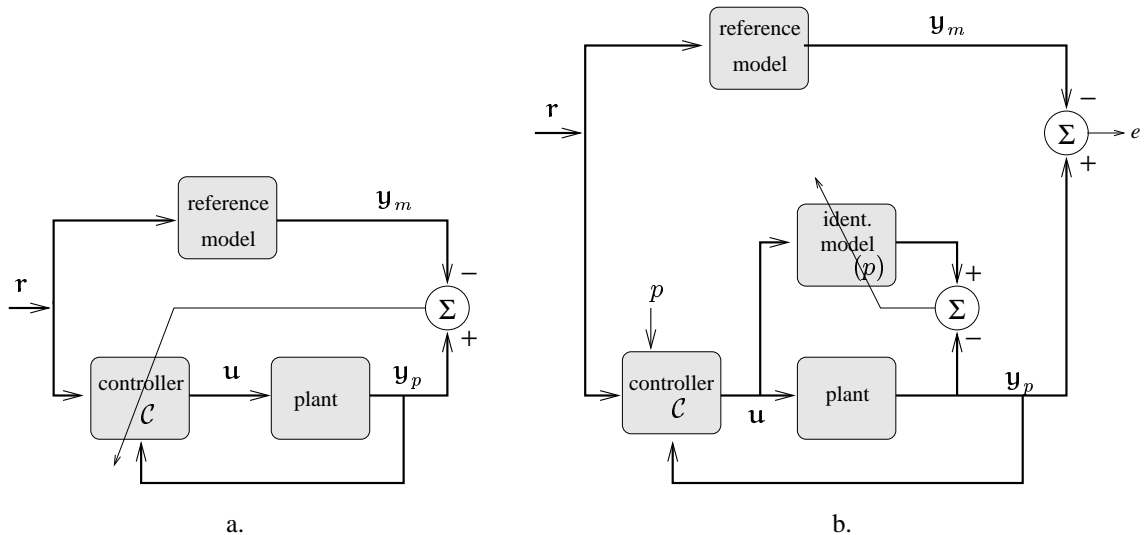 reference
model
y_m
r
−
Σ
+
controller
C
u
plant
y_p
a.
reference
model
y_m
r
−
Σ
e
+
ident.
model
(p)
+
Σ
−
p
controller
C
u
plant
y_p
b.